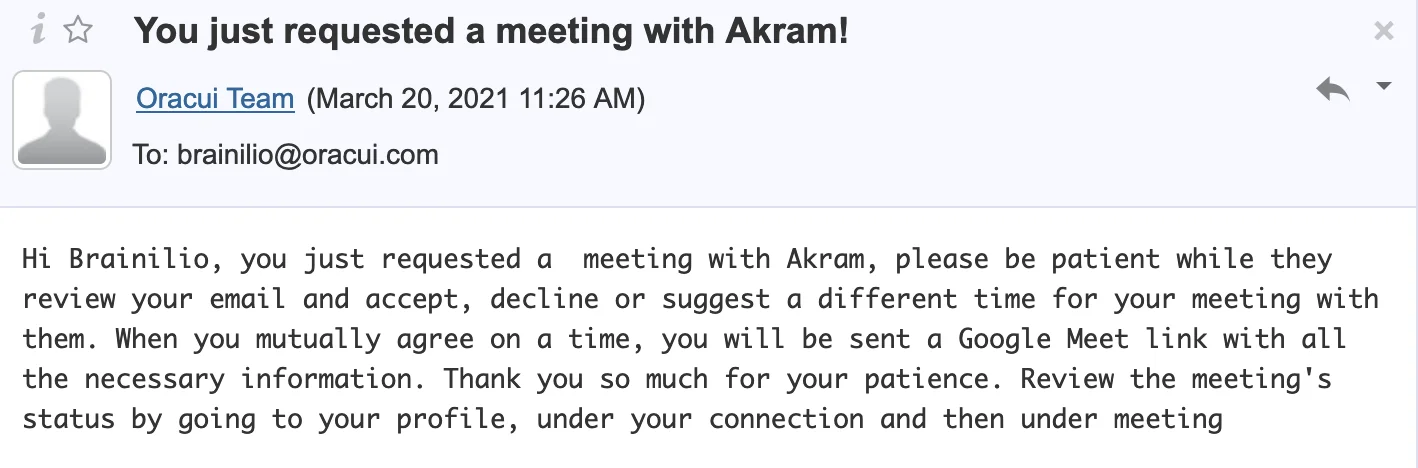 You just requested a meeting with Akram!
Oracui Team (March 20, 2021 11:26 AM)
To: brainilio@oracui.com
Hi Brainilio, you just requested a  meeting with Akram, please be patient while they
review your email and accept, decline or suggest a different time for your meeting with
them. When you mutually agree on a time, you will be sent a Google Meet link with all
the necessary information. Thank you so much for your patience. Review the meeting's
status by going to your profile, under your connection and then under meeting